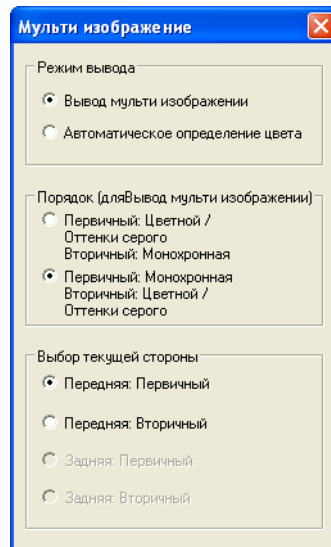 Мульти изображение
Режим вывода
Вывод мульти изображении
Автоматическое определение цвета
Порядок (дляВывод мульти изображении)
Первичный: Цветной /
Оттенки серого
Вторичный: Монохронная
Первичный: Монохронная
Вторичный: Цветной /
Оттенки серого
Выбор текущей стороны
Передняя: Первичный
Передняя: Вторичный
Задняя: Первичный
Задняя: Вторичный